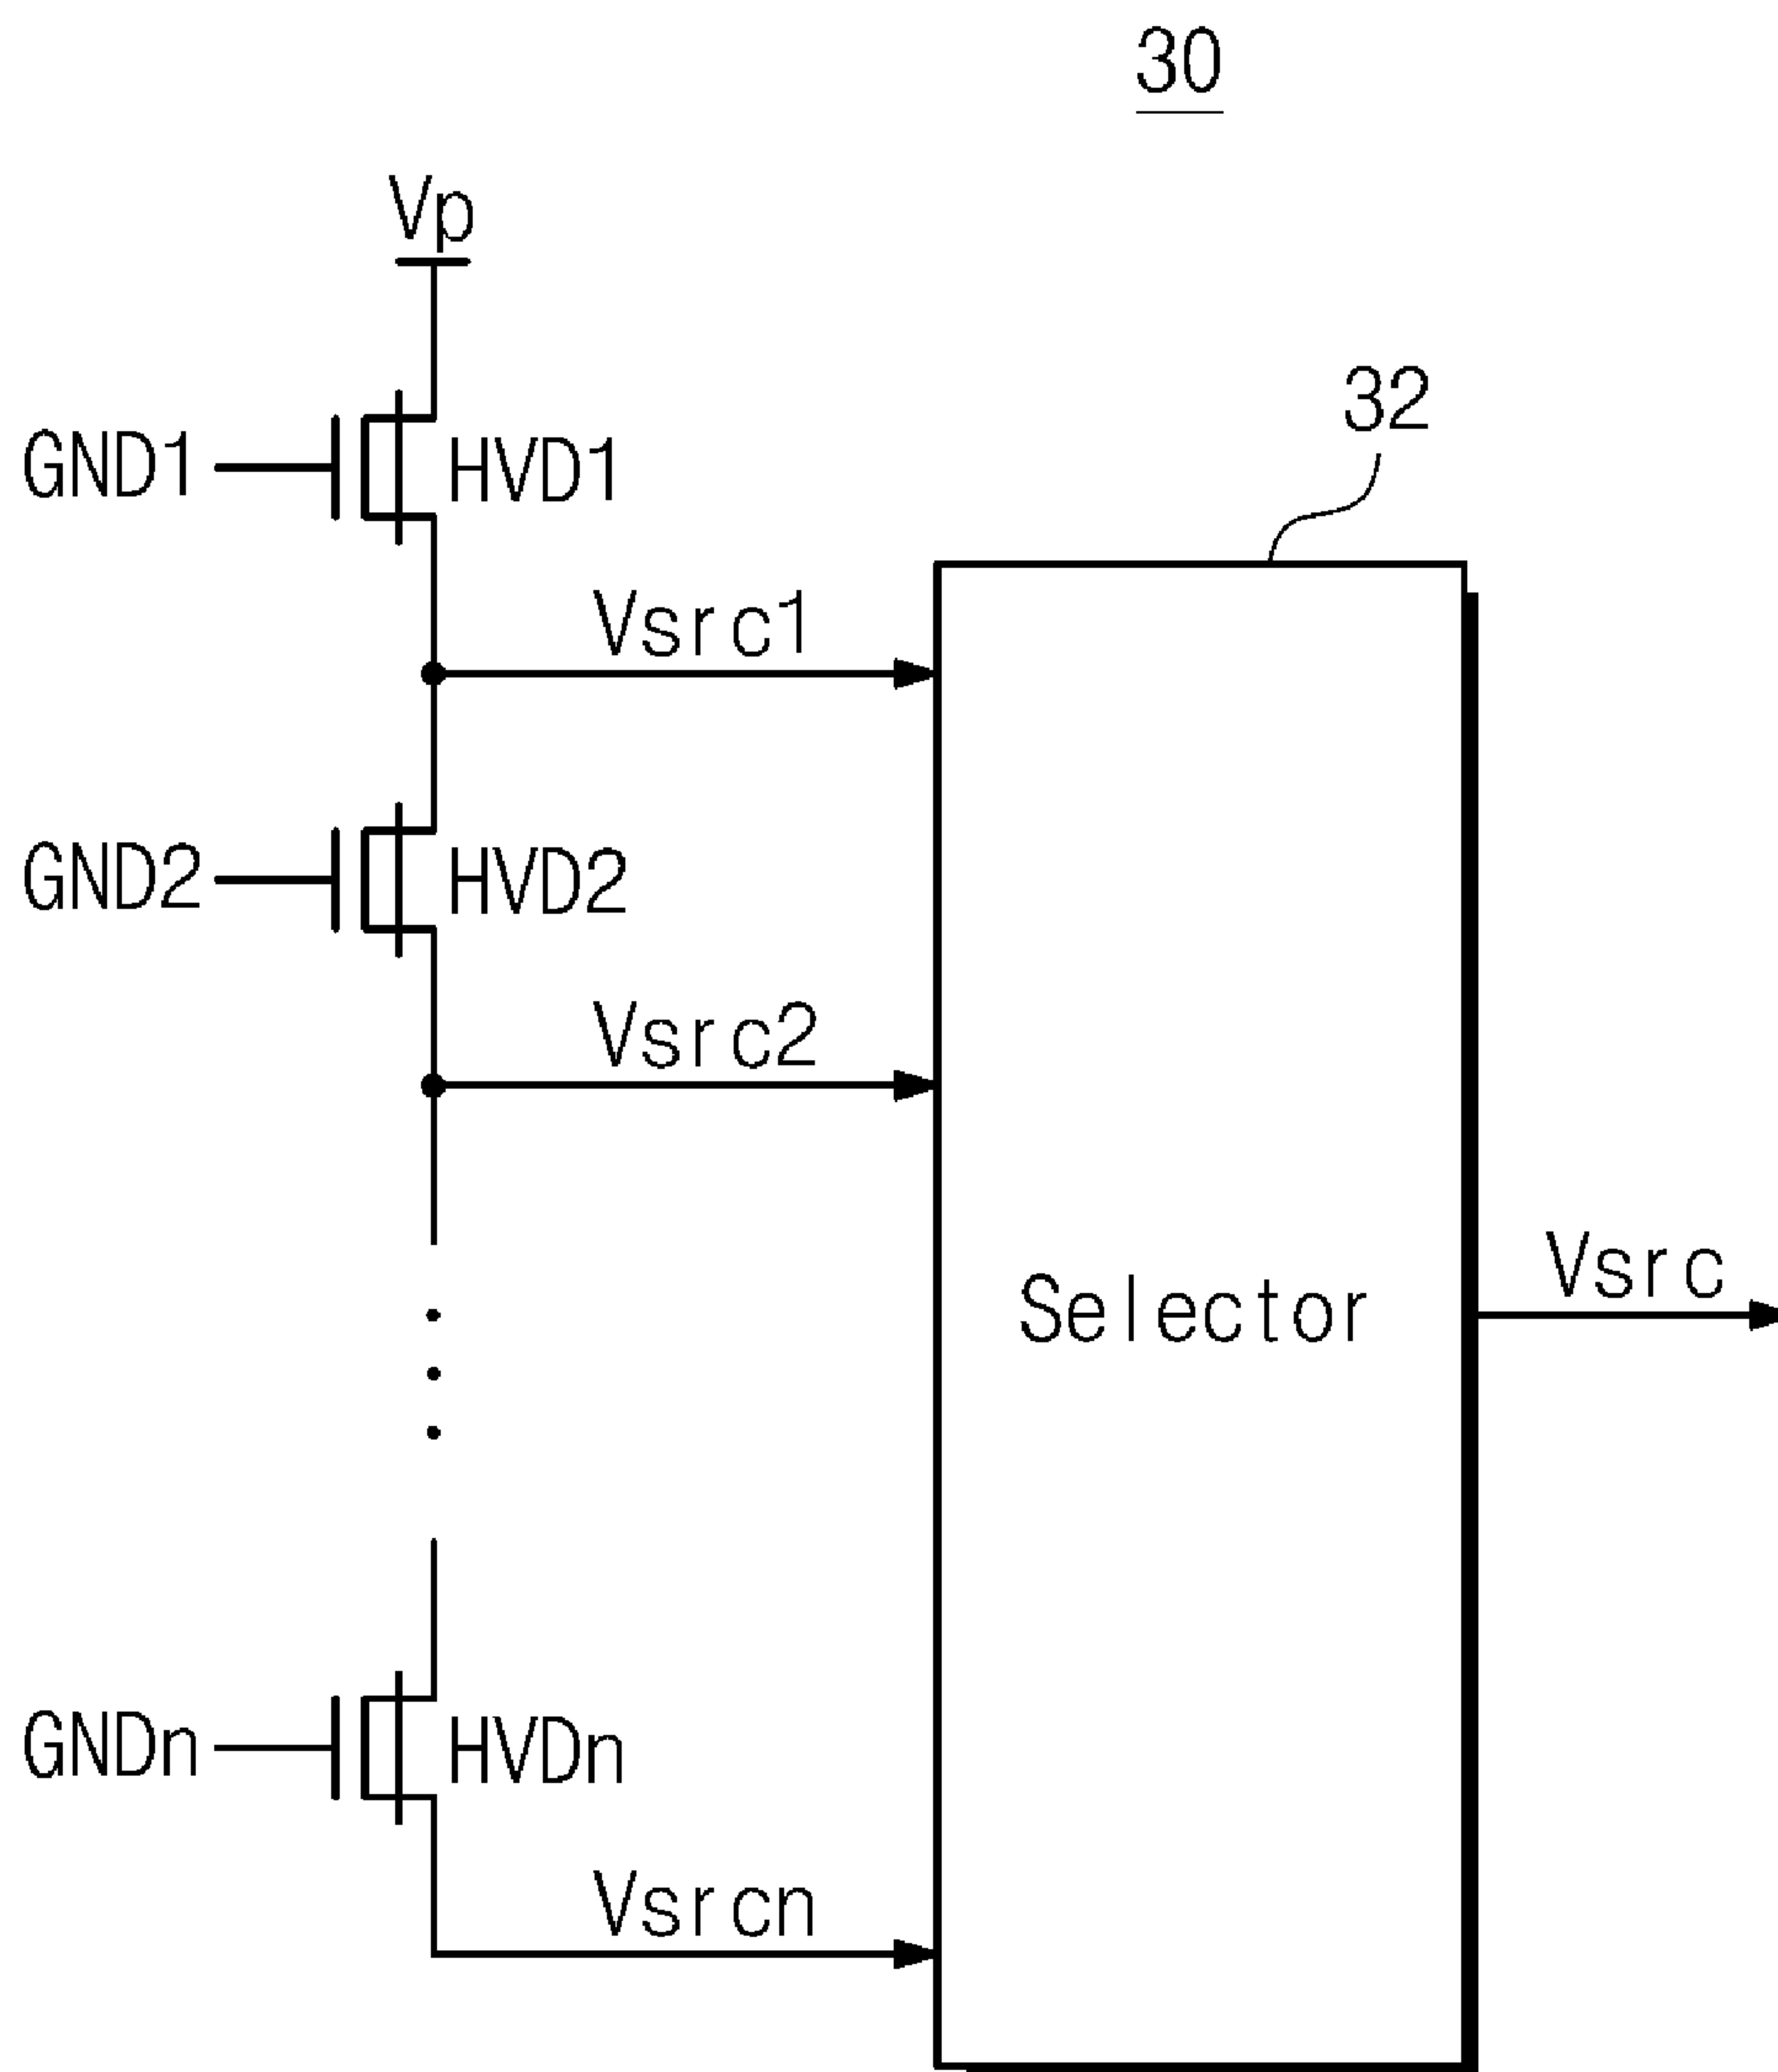 30
Vp
32
GND1
HVD1
Vsrc1
GND2
HVD2
Vsrc2
Selector
Vsrc
GNDn
HVDn
Vsrcn